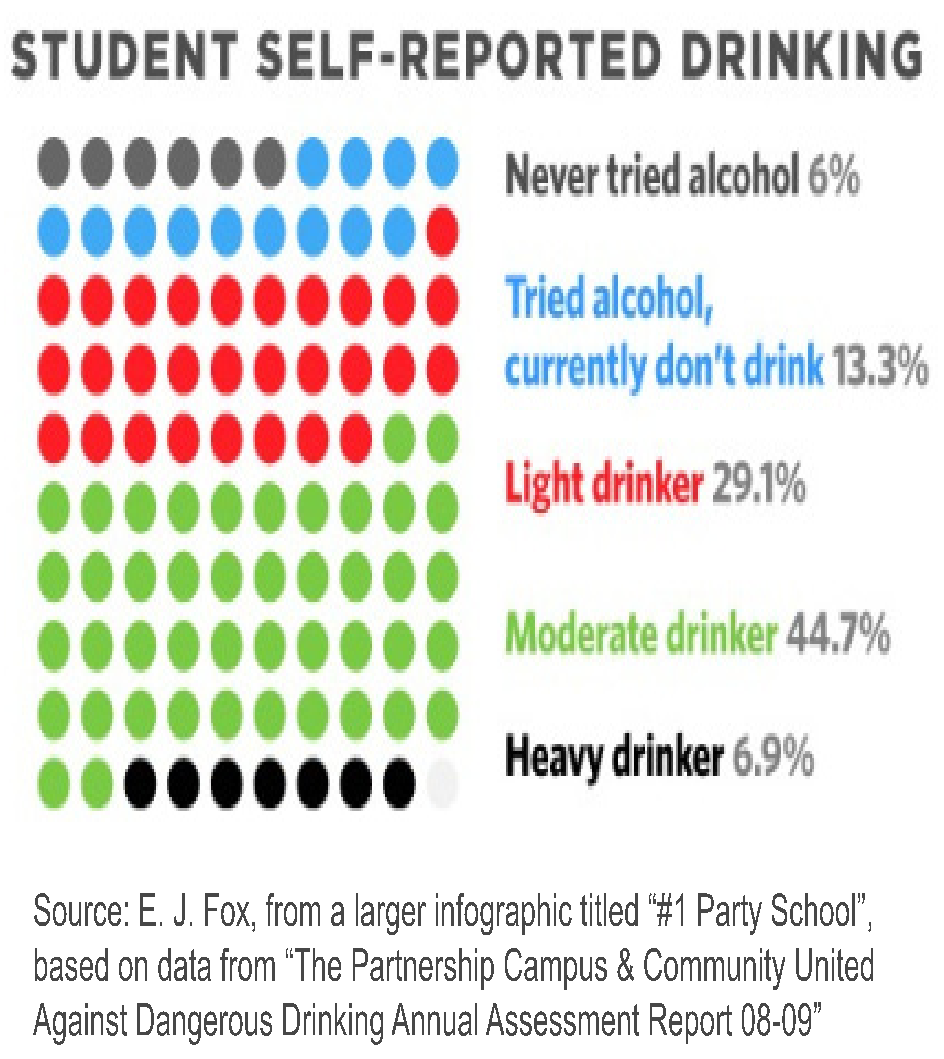 STUDENT SELF-REPORTED DRINKING
Never tried alcohol 6%
Tried alcohol,
currently don't drink 13.3%
Light drinker 29.1%
Moderate drinker 44.7%
Heavy drinker 6.9%
Source: E. J. Fox, from a larger infographic titled “#1 Party School”,
based on data from “The Partnership Campus & Community United
Against Dangerous Drinking Annual Assessment Report 08-09”